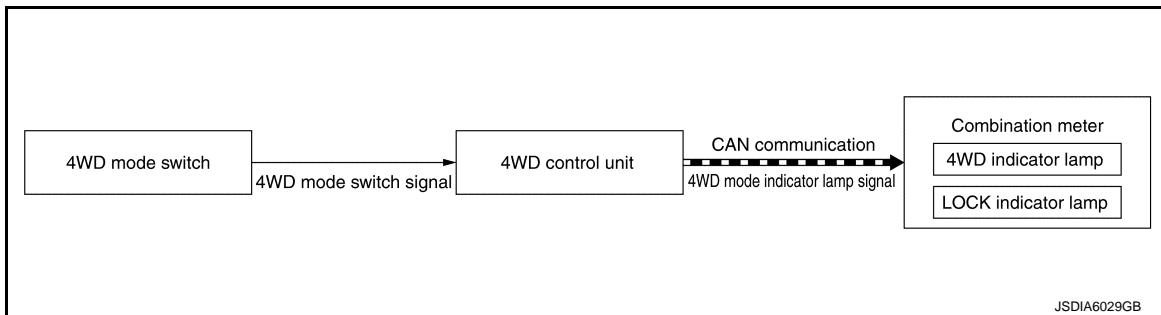 4WD mode switch
4WD mode switch signal
4WD control unit
CAN communication
4WD mode indicator lamp signal
Combination meter
4WD indicator lamp
LOCK indicator lamp
JSDIA6029GB